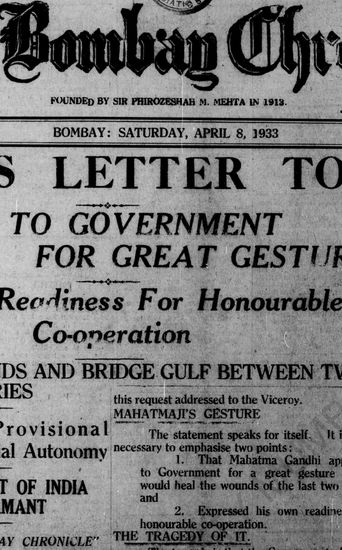 Bombay Chr
FOUNDED BY SIR PHIROZESHAH M. MEHTA IN 1913.
BOMBAY: SATURDAY, APRIL 8, 1933
S LETTER TO
TO GOVERNMENT
FOR GREAT GESTUR
Readiness For Honourable
Co-operation
NDS AND BRIDGE GULF BETWEEN TW
RIES
Provisional
al Autonomy
T OF INDIA
RMANT
AY CHRONICLE"
this request addressed to the Viceroy.
MAHATMAJI'S GESTURE
The statement speaks for itself. It i
necessary to emphasise two points:
1. That Mahatma Gandhi app
to Government for a great gesture
would heal the wounds of the last two
and
2. Expressed his own readine
honourable co-operation.
THE TRAGEDY OF IT.